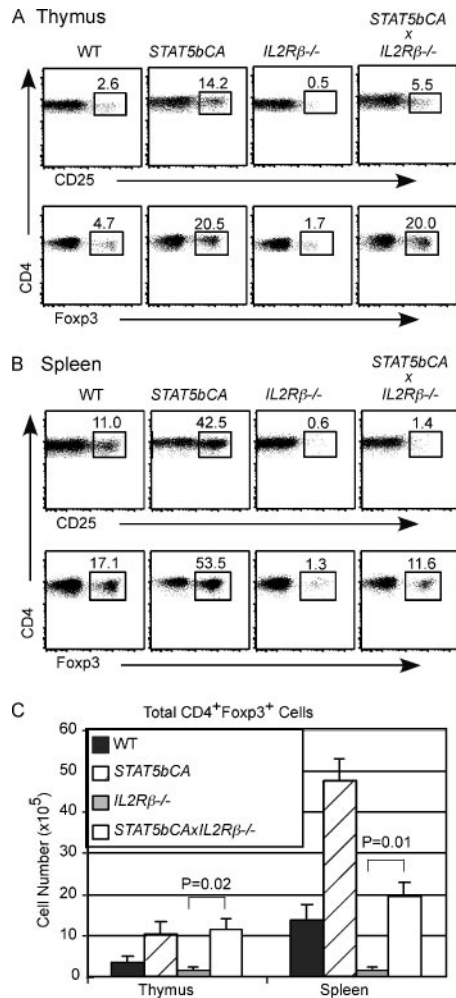 A Thymus
WT
STAT5bCA
IL2Rβ-/-
STAT5bCA
x
IL2Rβ-/-
2.6
14.2
0.5
5.5
CD25
4.7
20.5
1.7
20.0
CD4
Foxp3
B Spleen
WT
STAT5bCA
IL2Rβ-/-
STAT5bCA
x
IL2Rβ-/-
11.0
42.5
0.6
1.4
CD25
17.1
53.5
1.3
11.6
CD4
Foxp3
C
Total CD4+Foxp3+ Cells
WT
STAT5bCA
IL2Rβ-/-
STAT5bCAxIL2Rβ-/-
Cell Number (x10⁵)
60
50
40
30
20
10
0
P=0.02
P=0.01
Thymus
Spleen